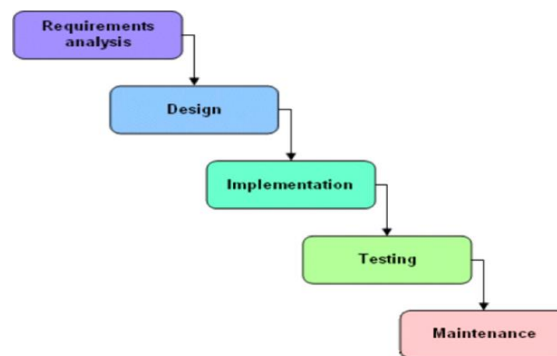 Requirements
analysis
Design
Implementation
Testing
Maintenance